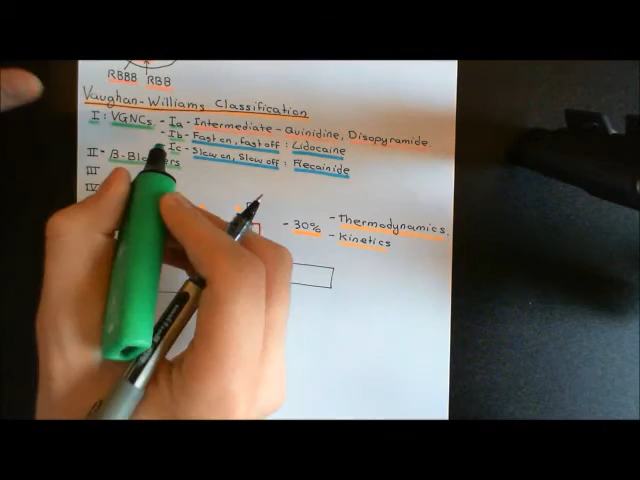 RBBB RBB
Vaughan-Williams Classification
I : VGNCs - Ia - Intermediate - Quinidine, Disopyramide.
- Ib - Fast on, fast off : Lidocaine
- Ic - Slow on, Slow off : Flecainide
II - β-Blockers
III
IV
- 30% - Thermodynamics.
- Kinetics